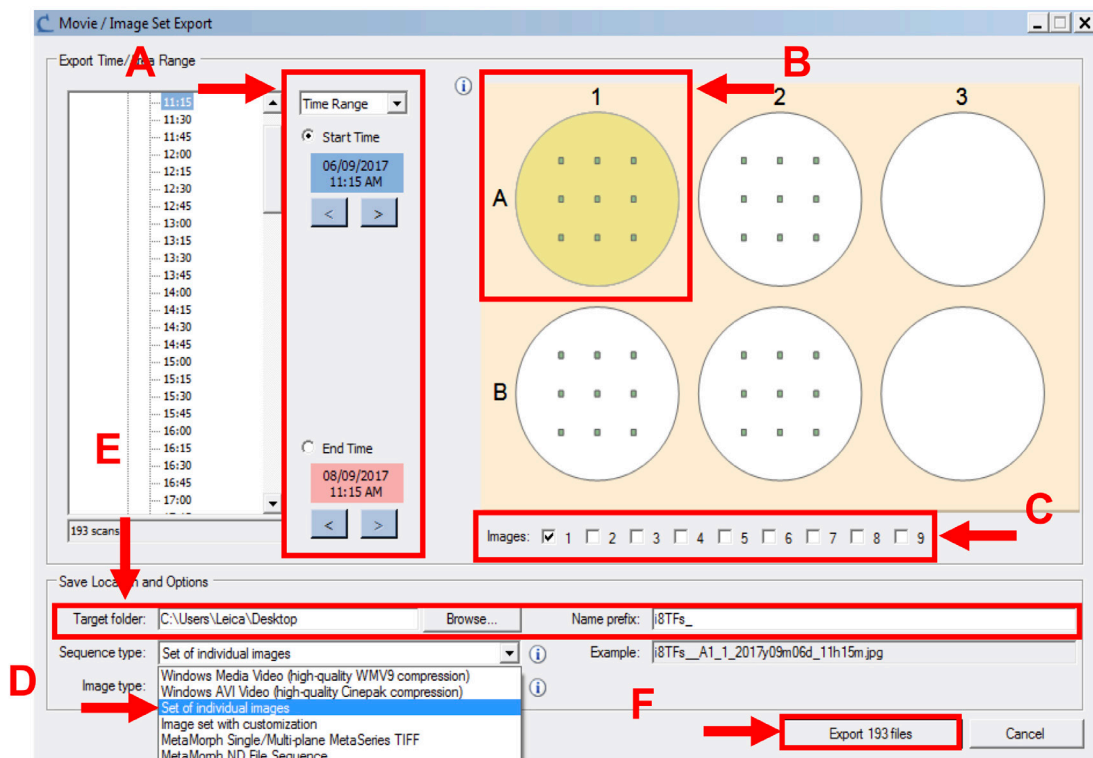 Movie / Image Set Export
Export Time/Area Range
A
11:15
11:30
11:45
12:00
12:15
12:30
12:45
13:00
13:15
13:30
13:45
14:00
14:15
14:30
14:45
15:00
15:15
15:30
15:45
16:00
16:15
16:30
16:45
17:00
193 scans
E
Time Range
Start Time
06/09/2017
11:15 AM
< >
End Time
08/09/2017
11:15 AM
< >
B
1 2 3
A
B
C
Images: 1 2 3 4 5 6 7 8 9
Save Location and Options
Target folder: C:\Users\Leica\Desktop Browse... Name prefix: i8TFs_
Sequence type: Set of individual images Example: i8TFs__A1_1_2017y09m06d_11h15m.jpg
Image type:
D
Windows Media Video (high-quality WMV9 compression)
Windows AVI Video (high-quality Cinepak compression)
Set of individual images
Image set with customization
MetaMorph Single/Multi-plane MetaSeries TIFF
MetaMorph ND File Sequence
F
Export 193 files Cancel